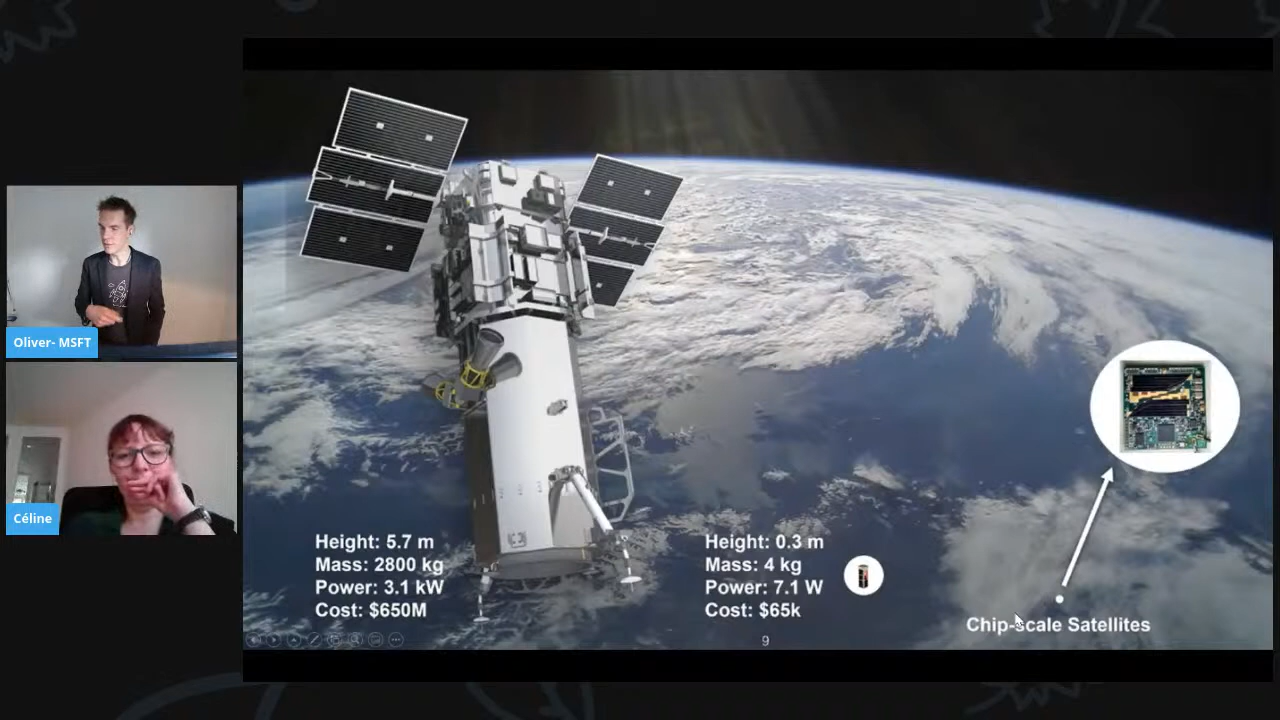 Oliver- MSFT
Céline
Height: 5.7 m
Mass: 2800 kg
Power: 3.1 kW
Cost: $650M
Height: 0.3 m
Mass: 4 kg
Power: 7.1 W
Cost: $65k
Chip-scale Satellites
9